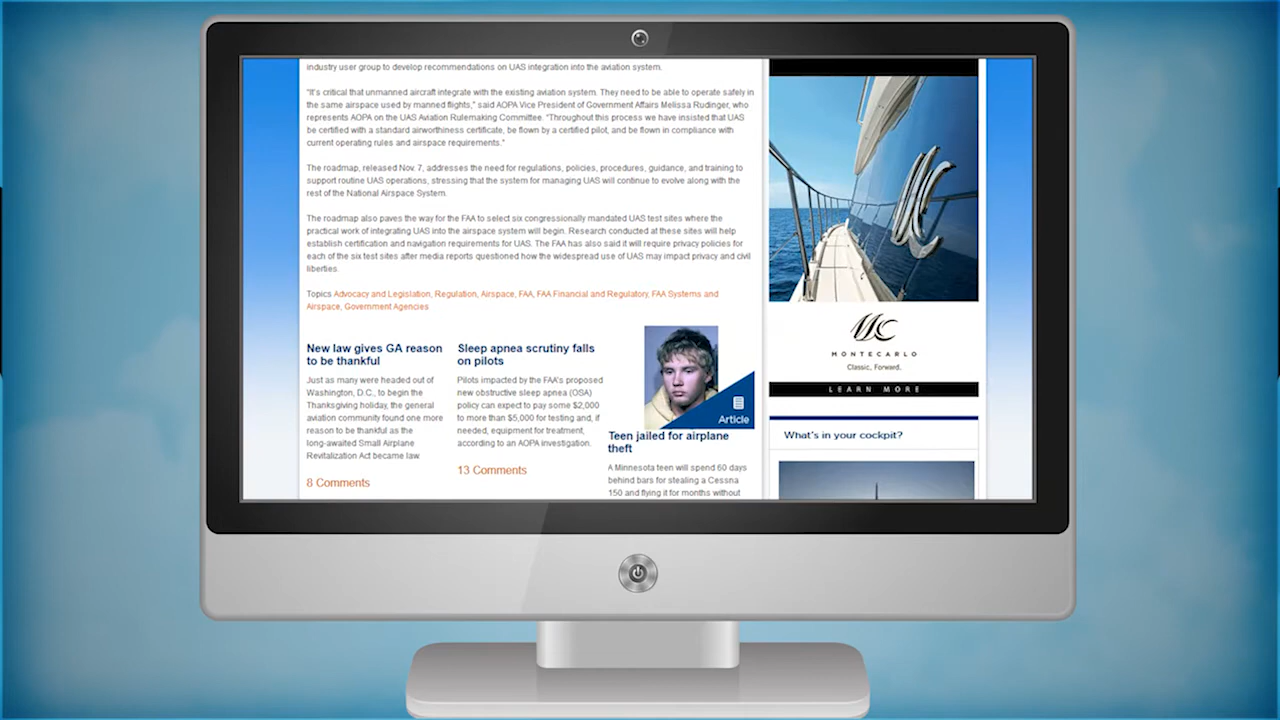 industry user group to develop recommendations on UAS integration into the aviation system.
"It's critical that unmanned aircraft integrate with the existing aviation system. They need to be able to operate safely in
the same airspace used by manned flights," said AOPA Vice President of Government Affairs Melissa Rudinger, who
represents AOPA on the UAS Aviation Rulemaking Committee. "Throughout this process we have insisted that UAS
be certified with a standard airworthiness certificate, be flown by a certified pilot, and be flown in compliance with
current operating rules and airspace requirements."
The roadmap, released Nov. 7, addresses the need for regulations, policies, procedures, guidance, and training to
support routine UAS operations, stressing that the system for managing UAS will continue to evolve along with the
rest of the National Airspace System.
The roadmap also paves the way for the FAA to select six congressionally mandated UAS test sites where the
practical work of integrating UAS into the airspace system will begin. Research conducted at these sites will help
establish certification and navigation requirements for UAS. The FAA has also said it will require privacy policies for
each of the six test sites after media reports questioned how the widespread use of UAS may impact privacy and civil
liberties.
Topics Advocacy and Legislation, Regulation, Airspace, FAA, FAA Financial and Regulatory, FAA Systems and
Airspace, Government Agencies
New law gives GA reason
to be thankful
Just as many were headed out of
Washington, D.C., to begin the
Thanksgiving holiday, the general
aviation community found one more
reason to be thankful as the
long-awaited Small Airplane
Revitalization Act became law
8 Comments
Sleep apnea scrutiny falls
on pilots
Pilots impacted by the FAA's proposed
new obstructive sleep apnea (OSA)
policy can expect to pay some $2,000
to more than $5,000 for testing and, if
needed, equipment for treatment,
according to an AOPA investigation.
13 Comments
Article
Teen jailed for airplane
theft
A Minnesota teen will spend 60 days
behind bars for stealing a Cessna
150 and flying it for months without
MC
MONTECARLO
Classic, Forward.
LEARN MORE
What's in your cockpit?